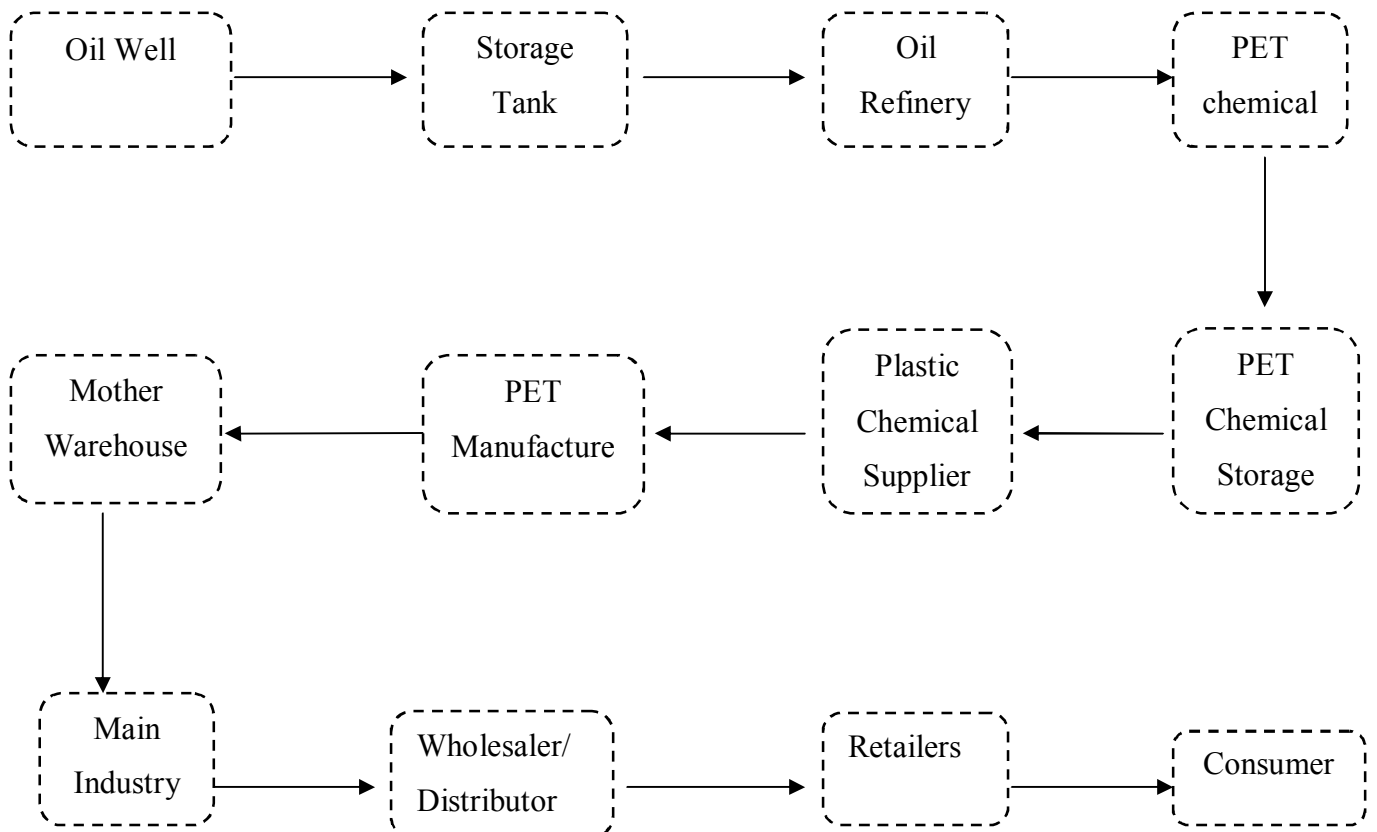 Oil Well
Storage
Tank
Oil
Refinery
PET
chemical
Mother
Warehouse
PET
Manufacture
Plastic
Chemical
Supplier
PET
Chemical
Storage
Main
Industry
Wholesaler/
Distributor
Retailers
Consumer